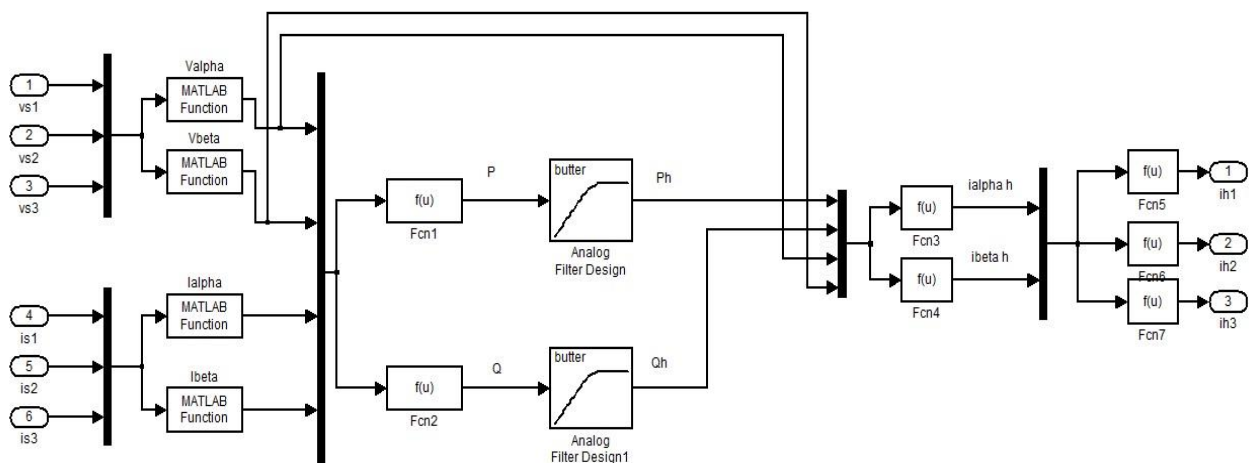 1
vs1
2
vs2
3
vs3
4
is1
5
is2
6
is3
Valpha
MATLAB
Function
Vbeta
MATLAB
Function
Ialpha
MATLAB
Function
Ibeta
MATLAB
Function
f(u)
Fcn1
f(u)
Fcn2
P
Q
butter
Analog
Filter Design
butter
Analog
Filter Design1
Ph
Qh
f(u)
Fcn3
f(u)
Fcn4
ialpha h
ibeta h
f(u)
Fcn5
f(u)
Fcn6
f(u)
Fcn7
1
ih1
2
ih2
3
ih3